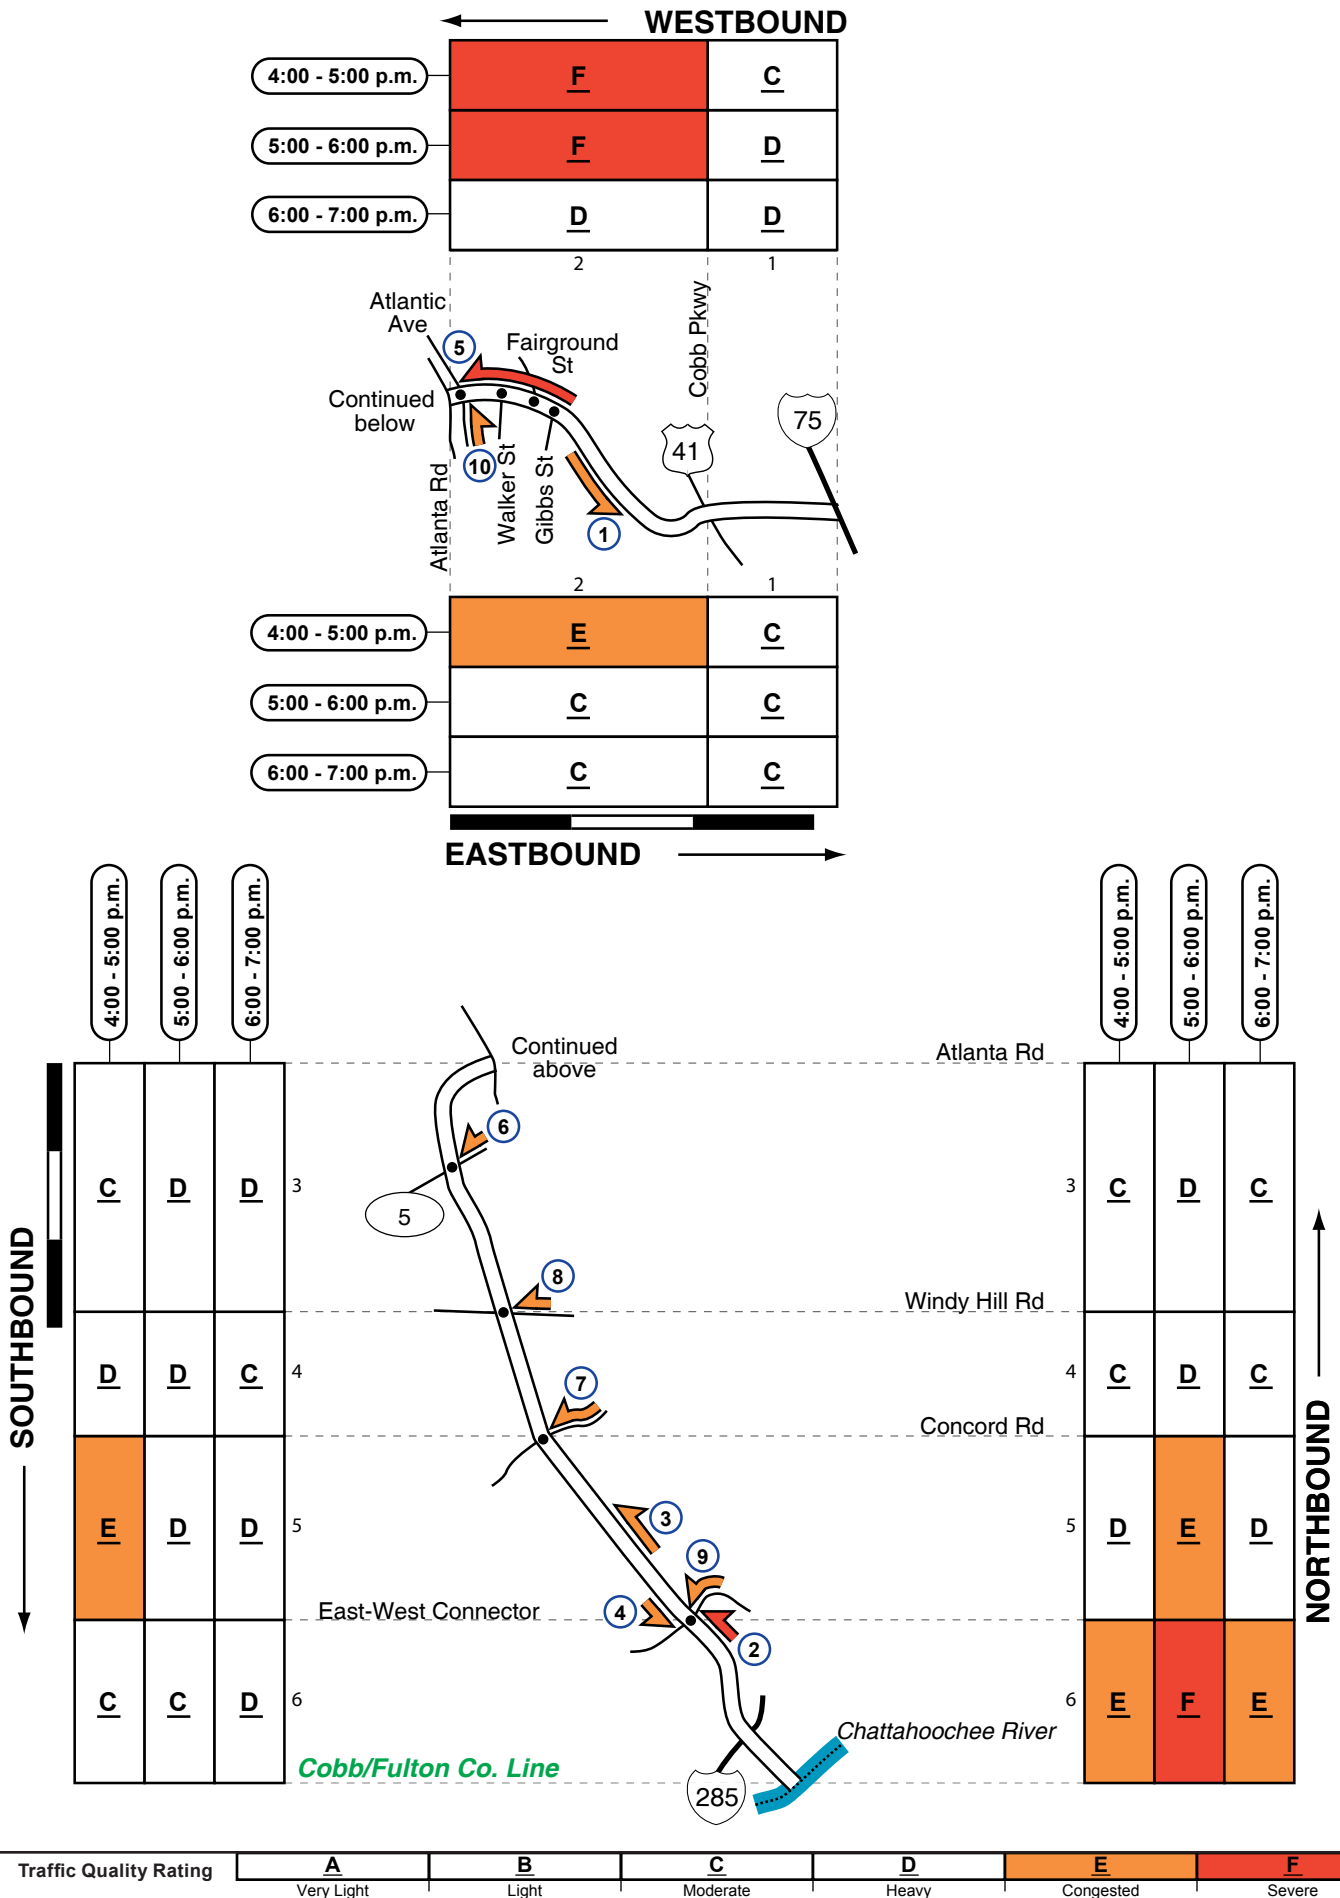 WESTBOUND
4:00 - 5:00 p.m.
F
C
5:00 - 6:00 p.m.
F
D
6:00 - 7:00 p.m.
D
D
2
1
Atlantic
Ave
5
Fairground
St
Cobb Pkwy
Continued
below
75
41
10
Atlanta Rd
Walker St
Gibbs St
1
2
1
4:00 - 5:00 p.m.
E
C
5:00 - 6:00 p.m.
C
C
6:00 - 7:00 p.m.
C
C
EASTBOUND
4:00 - 5:00 p.m.
5:00 - 6:00 p.m.
6:00 - 7:00 p.m.
4:00 - 5:00 p.m.
5:00 - 6:00 p.m.
6:00 - 7:00 p.m.
Continued
above
Atlanta Rd
6
C
D
D
3
3
C
D
C
5
SOUTHBOUND
NORTHBOUND
8
Windy Hill Rd
D
D
C
4
4
C
D
C
7
Concord Rd
E
D
D
5
3
5
D
E
D
9
4
East-West Connector
2
C
C
D
6
6
E
F
E
Chattahoochee River
Cobb/Fulton Co. Line
285
Traffic Quality Rating
A
B
C
D
E
F
Very Light
Light
Moderate
Heavy
Congested
Severe